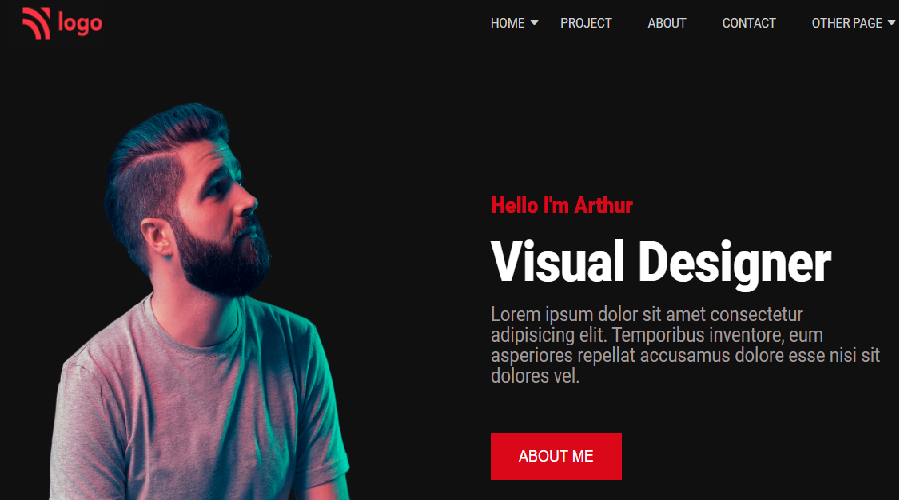 logo
HOME PROJECT ABOUT CONTACT OTHER PAGE
Hello I'm Arthur
Visual Designer
Lorem ipsum dolor sit amet consectetur
adipisicing elit. Temporibus inventore, eum
asperiores repellat accusamus dolore esse nisi sit
dolores vel.
ABOUT ME